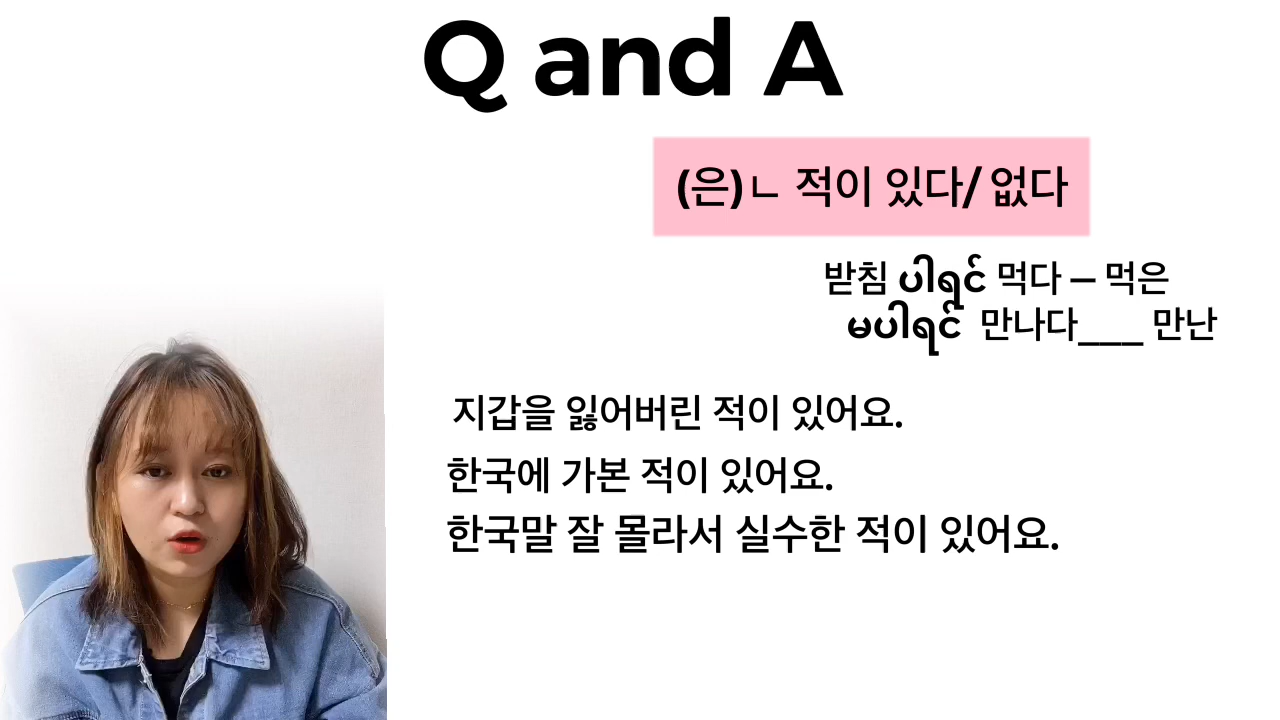 Q and A
(은)ㄴ 적이 있다/ 없다
받침 ပါရင် 먹다 – 먹은
မပါရင် 만나다___ 만난
지갑을 잃어버린 적이 있어요.
한국에 가본 적이 있어요.
한국말 잘 몰라서 실수한 적이 있어요.